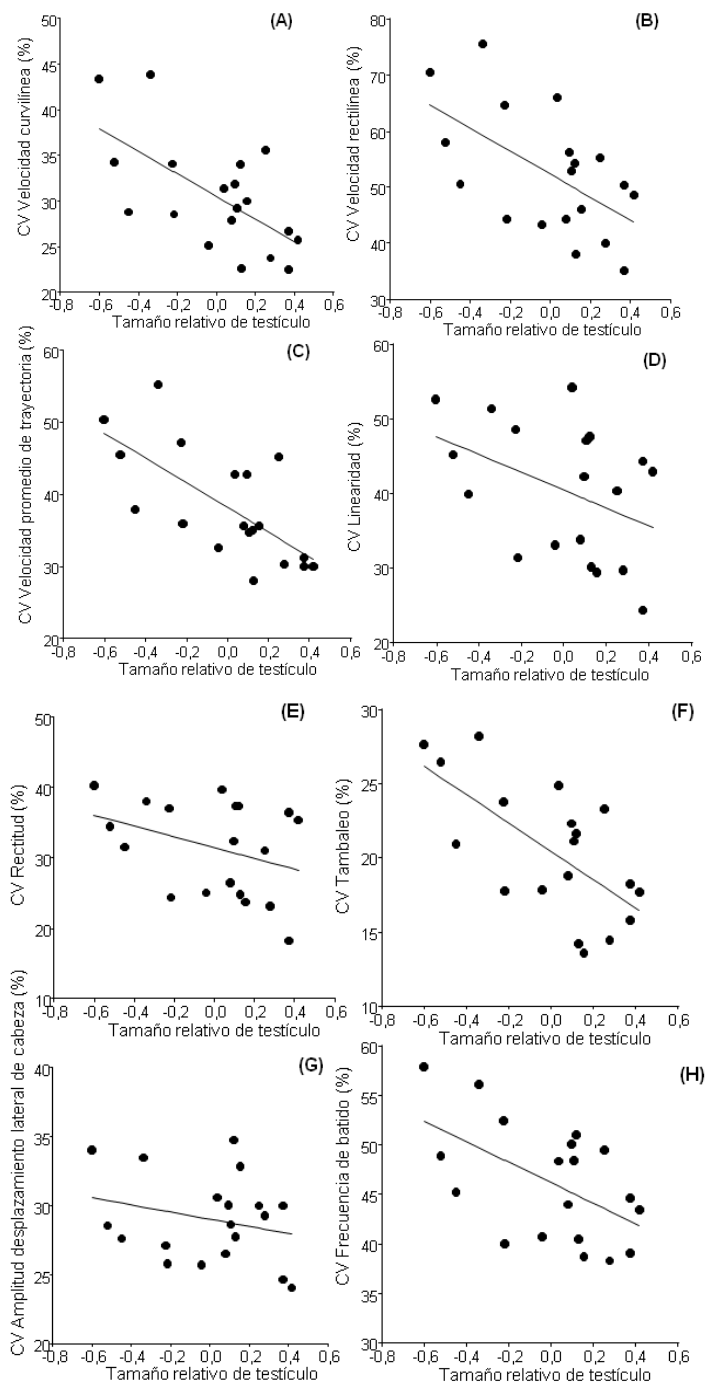 (A)
CV Velocidad curvilínea (%)
50
45
40
35
30
25
20
-0,8 -0,6 -0,4 -0,2 0,0 0,2 0,4 0,6
Tamaño relativo de testículo
(B)
CV Velocidad rectilínea (%)
80
70
60
50
40
30
-0,8 -0,6 -0,4 -0,2 0,0 0,2 0,4 0,6
Tamaño relativo de testículo
(C)
CV Velocidad promedio de trayectoria (%)
60
50
40
30
20
-0,8 -0,6 -0,4 -0,2 0,0 0,2 0,4 0,6
Tamaño relativo de testículo
(D)
CV Linearidad (%)
60
50
40
30
20
-0,8 -0,6 -0,4 -0,2 0,0 0,2 0,4 0,6
Tamaño relativo de testículo
(E)
CV Rectitud (%)
50
40
30
20
10
-0,8 -0,6 -0,4 -0,2 0,0 0,2 0,4 0,6
Tamaño relativo de testículo
(F)
CV Tambaleo (%)
30
25
20
15
10
-0,8 -0,6 -0,4 -0,2 0,0 0,2 0,4 0,6
Tamaño relativo de testículo
(G)
CV Amplitud desplazamiento lateral de cabeza (%)
40
35
30
25
20
-0,8 -0,6 -0,4 -0,2 0,0 0,2 0,4 0,6
Tamaño relativo de testículo
(H)
CV Frecuencia de batido (%)
60
55
50
45
40
35
30
-0,8 -0,6 -0,4 -0,2 0,0 0,2 0,4 0,6
Tamaño relativo de testículo